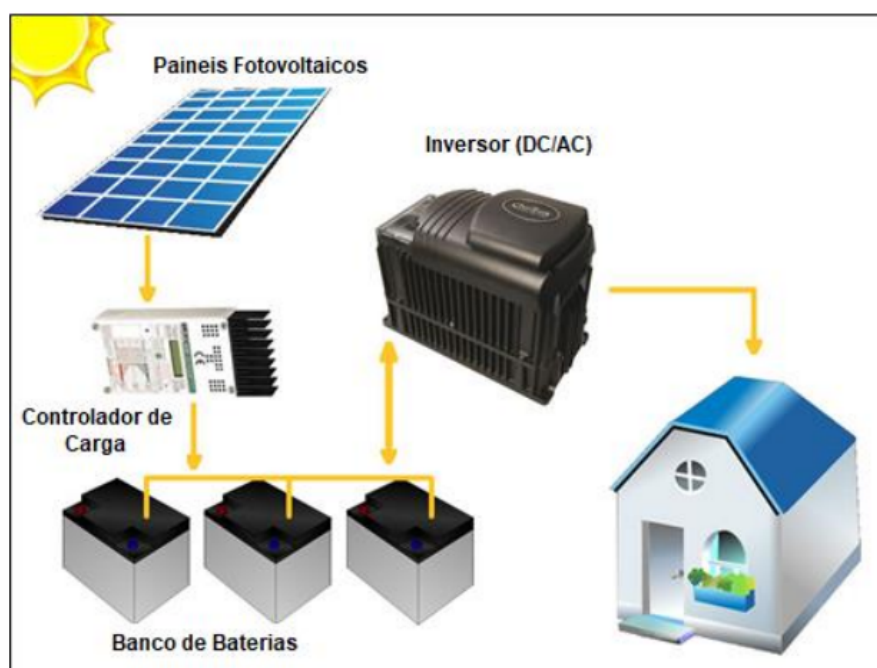 Paineis Fotovoltaicos
Inversor (DC/AC)
Controlador de
Carga
Banco de Baterias